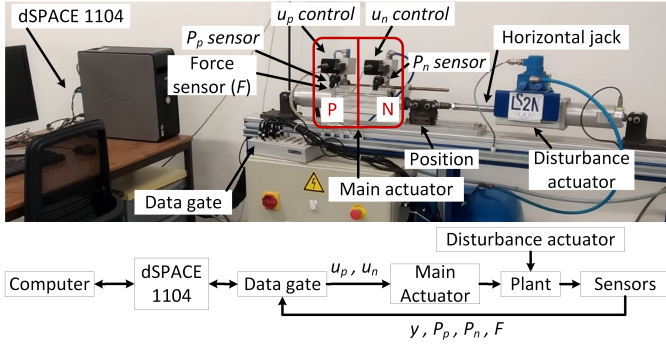 dSPACE 1104
u_p control
u_n control
P_p sensor
P_n sensor
Horizontal jack
Force
sensor (F)
P
N
LS2N
Position
Disturbance
actuator
Data gate
Main actuator
Disturbance actuator
Computer
dSPACE
1104
Data gate
u_p , u_n
Main
Actuator
Plant
Sensors
y , P_p , P_n , F